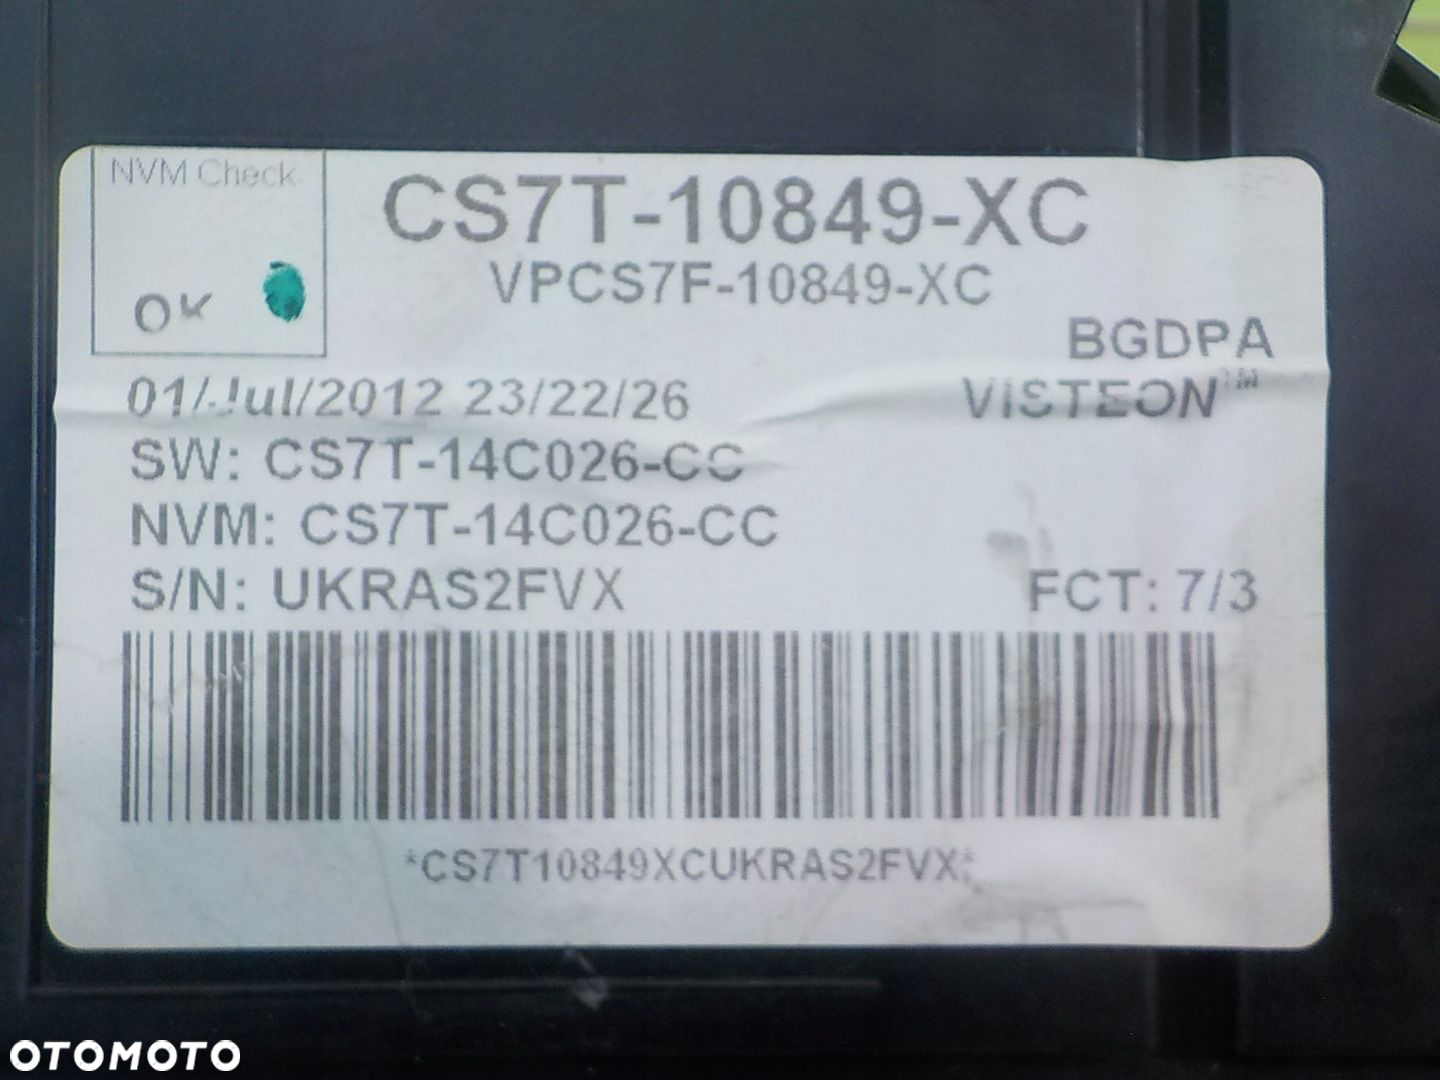 NVM Check
OK
CS7T-10849-XC
VPCS7F-10849-XC
BGDPA
01/Jul/2012 23/22/26
VISTEON™
SW: CS7T-14C026-CC
NVM: CS7T-14C026-CC
S/N: UKRAS2FVX
FCT: 7/3
*CS7T10849XCUKRAS2FVX*
OTOMOTO